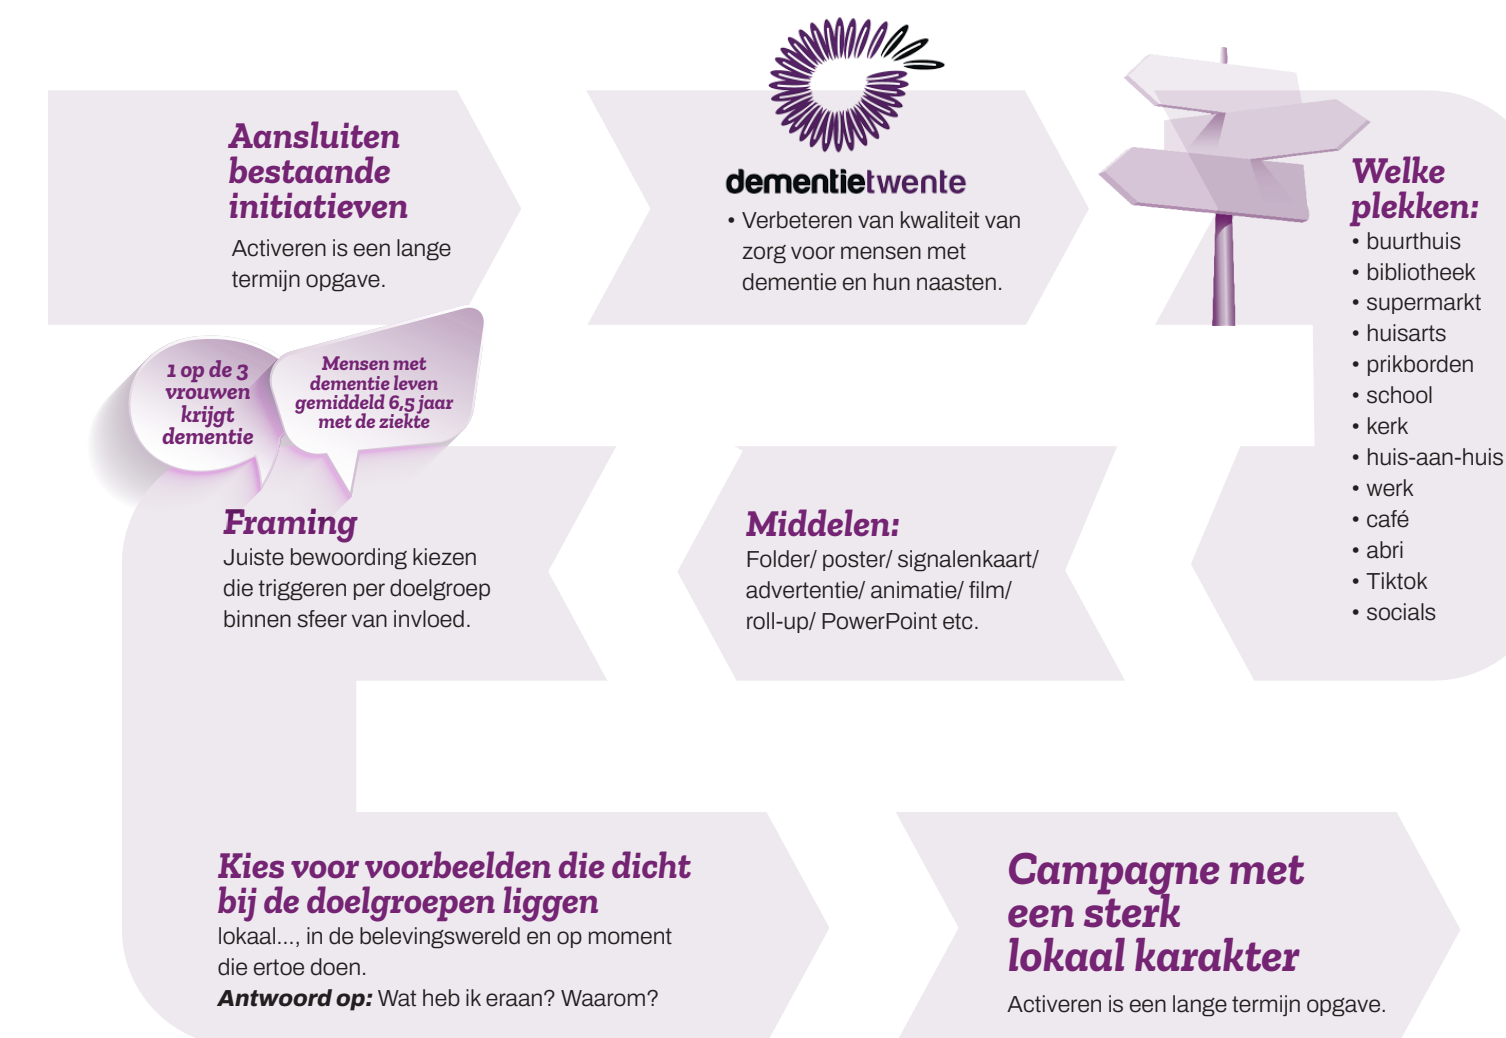 Aansluiten
bestaande
initiatieven
Activeren is een lange
termijn opgave.
dementietwente
• Verbeteren van kwaliteit van
zorg voor mensen met
dementie en hun naasten.
Welke
plekken:
• buurthuis
• bibliotheek
• supermarkt
• huisarts
• prikborden
• school
• kerk
• huis-aan-huis
• werk
• café
• abri
• Tiktok
• socials
Middelen:
Folder/ poster/ signalenkaart/
advertentie/ animatie/ film/
roll-up/ PowerPoint etc.
1 op de 3
vrouwen
krijgt
dementie
Mensen met
dementie leven
gemiddeld 6,5 jaar
met de ziekte
Framing
Juiste bewoording kiezen
die triggeren per doelgroep
binnen sfeer van invloed.
Kies voor voorbeelden die dicht
bij de doelgroepen liggen
lokaal..., in de belevingswereld en op moment
die ertoe doen.
Antwoord op: Wat heb ik eraan? Waarom?
Campagne met
een sterk
lokaal karakter
Activeren is een lange termijn opgave.